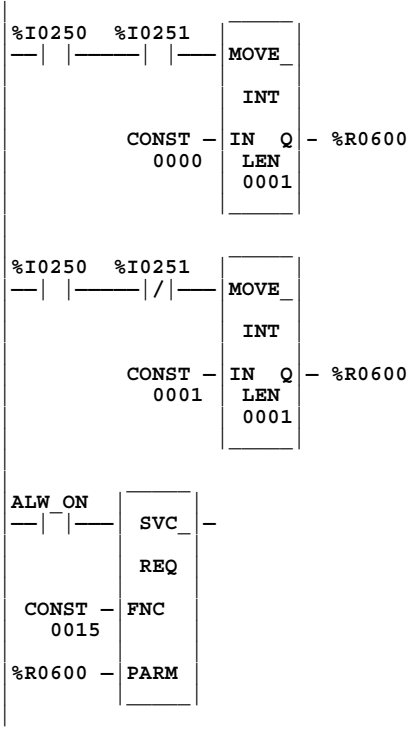 %I0250 %I0251
MOVE_
INT
CONST IN Q %R0600
0000 LEN
0001
%I0250 %I0251
MOVE_
INT
CONST IN Q %R0600
0001 LEN
0001
ALW_ON
SVC_
REQ
CONST FNC
0015
%R0600 PARM